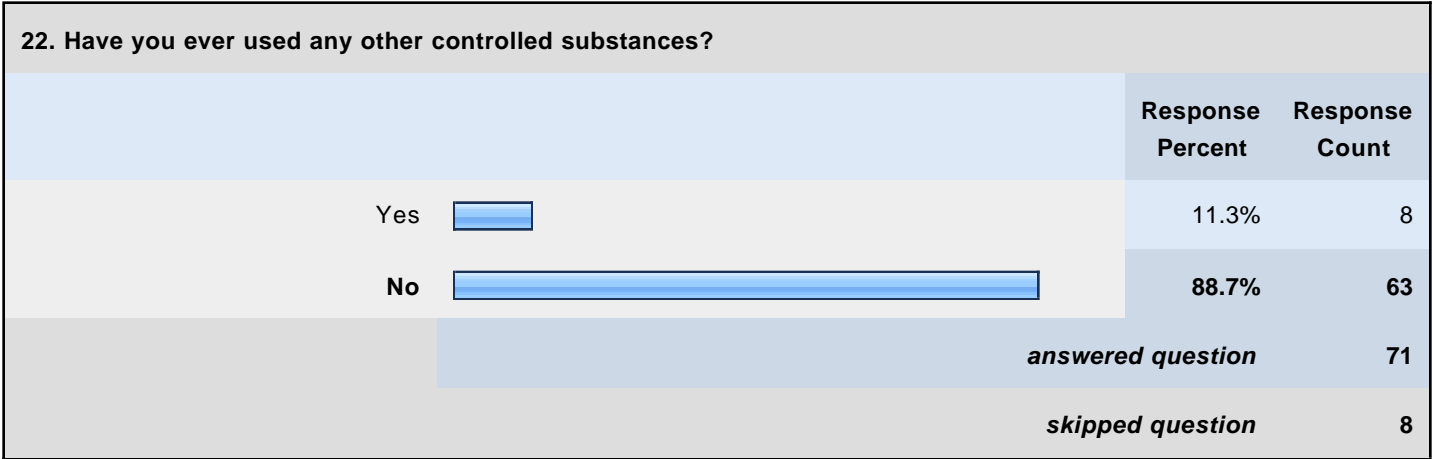 22. Have you ever used any other controlled substances?
Response Response
Percent Count
Yes 11.3% 8
No 88.7% 63
answered question 71
skipped question 8